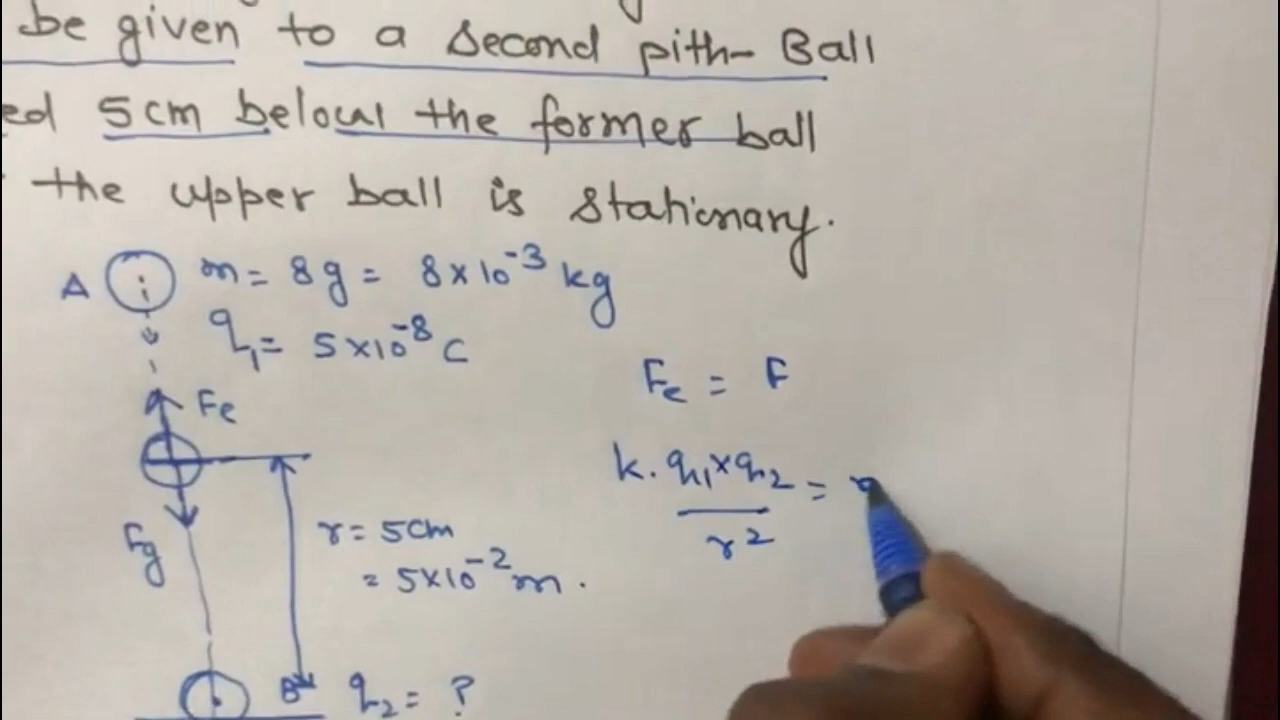 be given to a second pith- Ball
ed 5cm below the former ball
the upper ball is stationary.
A m = 8g = 8×10⁻³ kg
q₁ = 5×10⁻⁸ C
Fe
Fe = F
k. q₁×q₂ =
r²
Fg
r = 5cm
= 5×10⁻² m.
B q₂ = ?